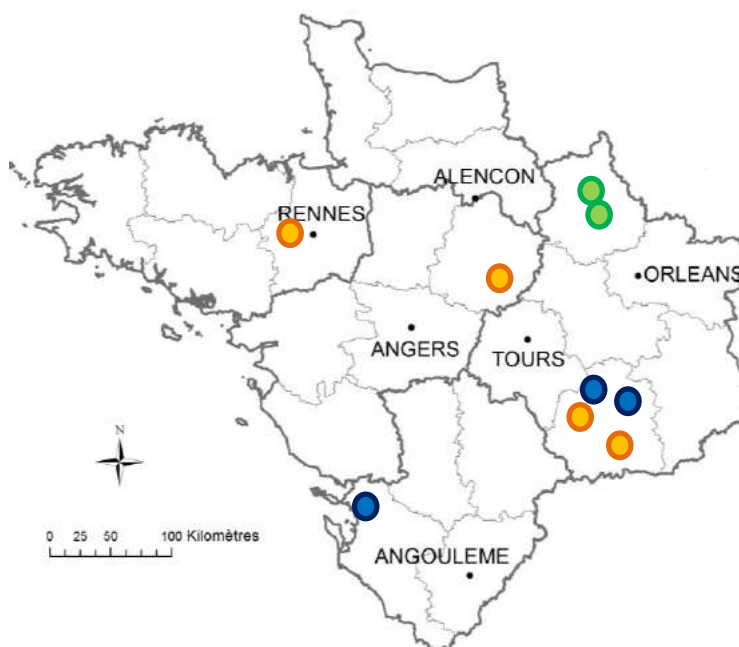 ALENCON
RENNES
ORLEANS
ANGERS
TOURS
N
0 25 50 100 Kilomètres
ANGOULEME